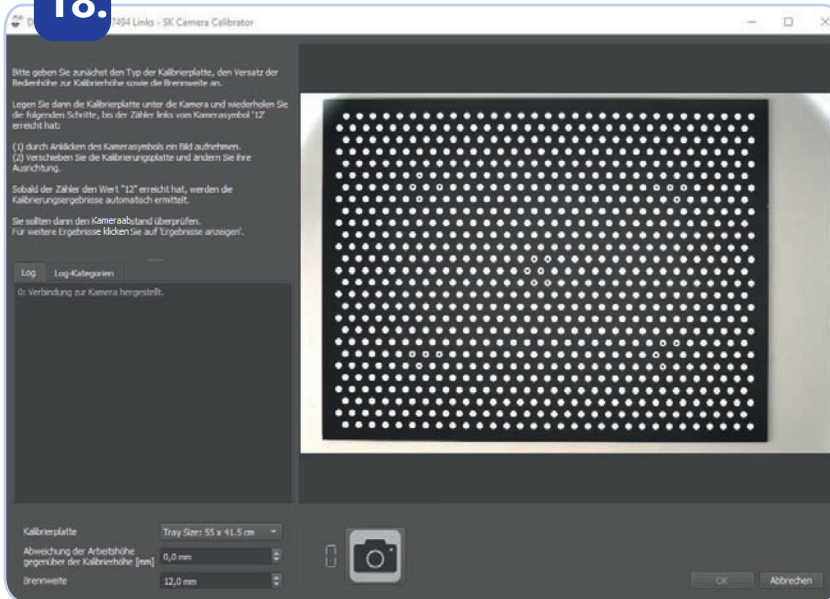 18.
7494 Links - SK Camera Calibrator
Bitte geben Sie zunächst den Typ der Kalibrierplatte, den Versatz der
Bedienhöhe zur Kalibrierhöhe sowie die Brennweite an.
Legen Sie dann die Kalibrierplatte unter die Kamera und wiederholen Sie
die folgenden Schritte, bis der Zähler links vom Kamerasymbol '12'
erreicht hat:
(1) durch Anklicken des Kamerasymbols ein Bild aufnehmen.
(2) Verschieben Sie die Kalibrierungsplatte und ändern Sie ihre
Ausrichtung.
Sobald der Zähler den Wert "12" erreicht hat, werden die
Kalibrierungsergebnisse automatisch ermittelt.
Sie sollten dann den Kameraabstand überprüfen.
Für weitere Ergebnisse klicken Sie auf 'Ergebnisse anzeigen'.
Log Log-Kategorien
0: Verbindung zur Kamera hergestellt.
Kalibrierplatte Tray Size: 55 x 41.5 cm
Abweichung der Arbeitshöhe
gegenüber der Kalibrierhöhe [mm] 0,0 mm
Brennweite 12,0 mm
0
OK Abbrechen